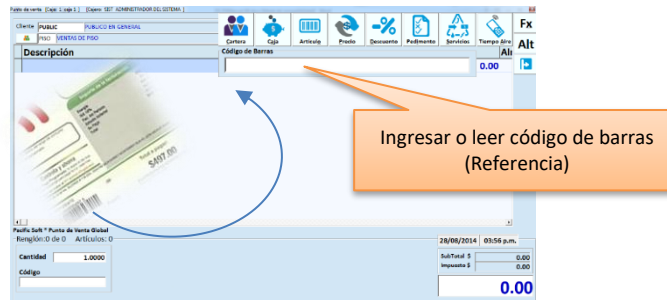 Punto de venta [Caja: 1 caja 1 ] [Cajero: SIST ADMINISTRADOR DEL SISTEMA ]
Cliente PUBLIC PUBLICO EN GENERAL
PISO VENTAS DE PISO
Cartera Caja Articulo Precio Descuento Pedimento Servicios Tiempo Aire
Fx
Alt
Descripción
Código de Barras
0.00
$497.00
Ingresar o leer código de barras
(Referencia)
Pacific Soft ® Punto de Venta Global
Renglón:0 de 0 Artículos: 0
28/08/2014 03:56 p.m.
Cantidad 1.0000
Código
SubTotal $ 0.00
Impuesto $ 0.00
0.00